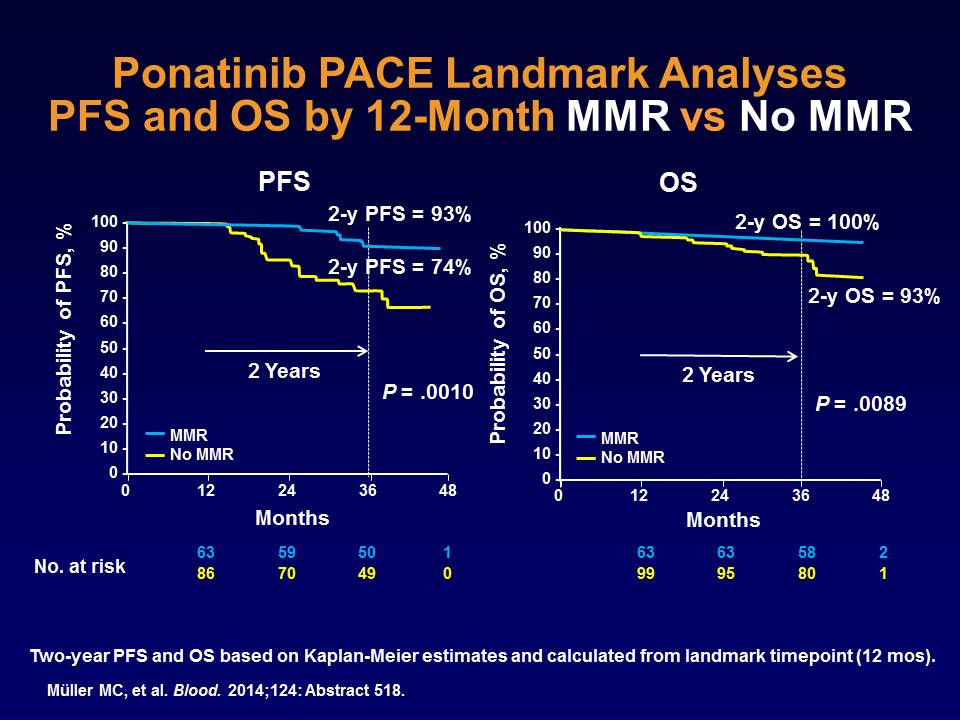 Ponatinib PACE Landmark Analyses
PFS and OS by 12-Month MMR vs No MMR
PFS
Probability of PFS, %
100
90
80
70
60
50
40
30
20
10
0
2-y PFS = 93%
2-y PFS = 74%
2 Years
P = .0010
MMR
No MMR
0 12 24 36 48
Months
OS
Probability of OS, %
100
90
80
70
60
50
40
30
20
10
0
2-y OS = 100%
2-y OS = 93%
2 Years
P = .0089
MMR
No MMR
0 12 24 36 48
Months
No. at risk
63 59 50 1
86 70 49 0
63 63 58 2
99 95 80 1
Two-year PFS and OS based on Kaplan-Meier estimates and calculated from landmark timepoint (12 mos).
Müller MC, et al. Blood. 2014;124: Abstract 518.